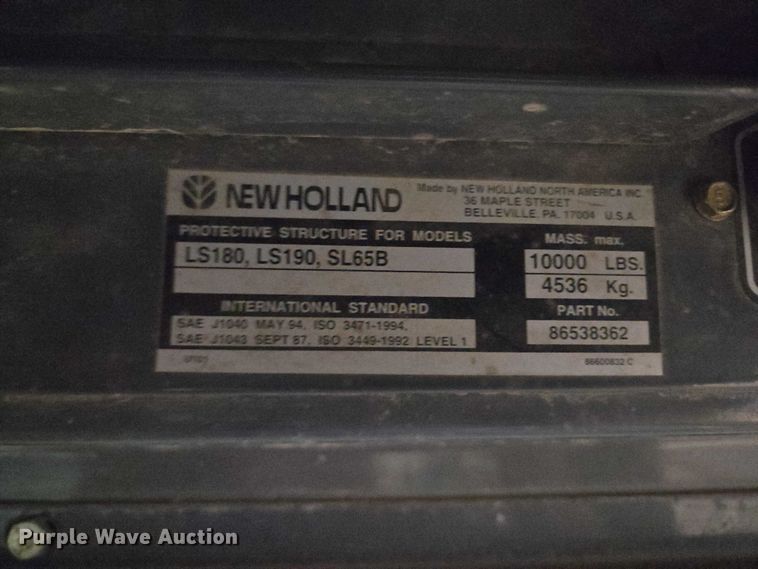 NEW HOLLAND
Made by NEW HOLLAND NORTH AMERICA INC.
36 MAPLE STREET
BELLEVILLE, PA. 17004 U.S.A.
PROTECTIVE STRUCTURE FOR MODELS
LS180, LS190, SL65B
MASS: max.
10000 LBS.
4536 Kg.
INTERNATIONAL STANDARD
SAE J1040 MAY 94, ISO 3471-1994,
SAE J1043 SEPT 87, ISO 3449-1992 LEVEL 1
PART No.
86538362
86600832 C
Purple Wave Auction